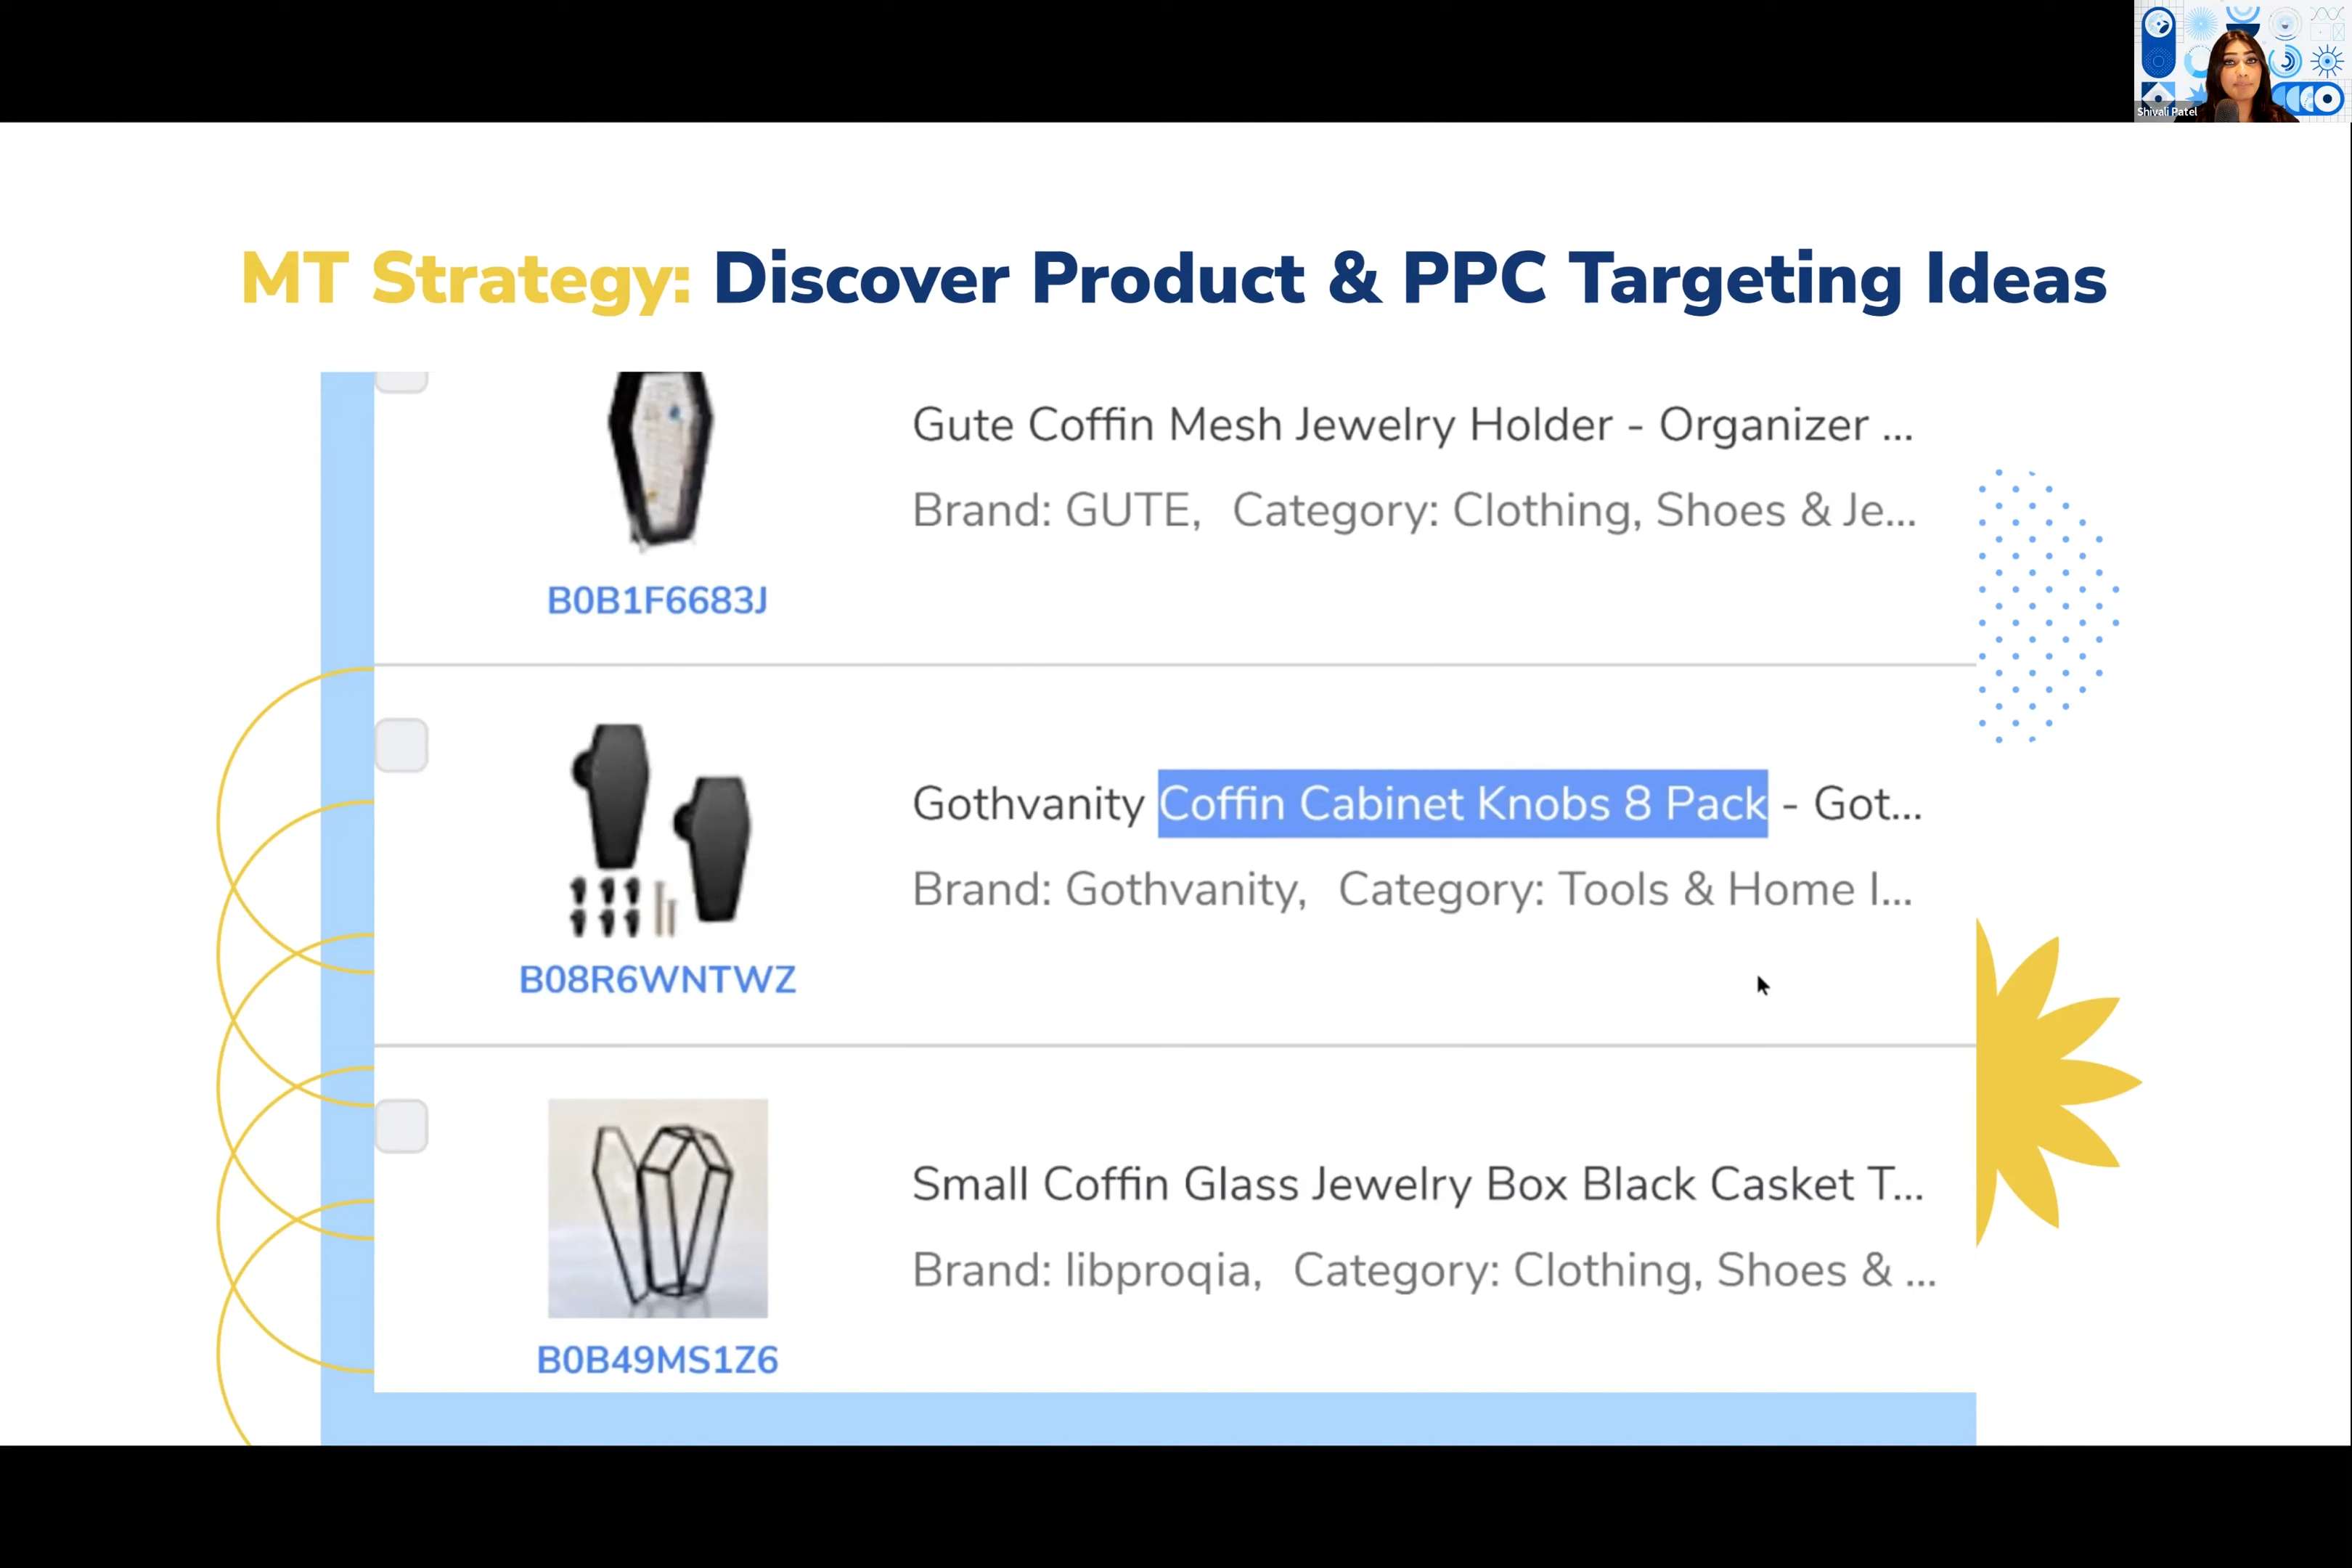 Shivali Patel
MT Strategy: Discover Product & PPC Targeting Ideas
Gute Coffin Mesh Jewelry Holder - Organizer ...
Brand: GUTE, Category: Clothing, Shoes & Je...
B0B1F6683J
Gothvanity Coffin Cabinet Knobs 8 Pack - Got...
Brand: Gothvanity, Category: Tools & Home I...
B08R6WNTWZ
Small Coffin Glass Jewelry Box Black Casket T...
Brand: libproqia, Category: Clothing, Shoes & ...
B0B49MS1Z6